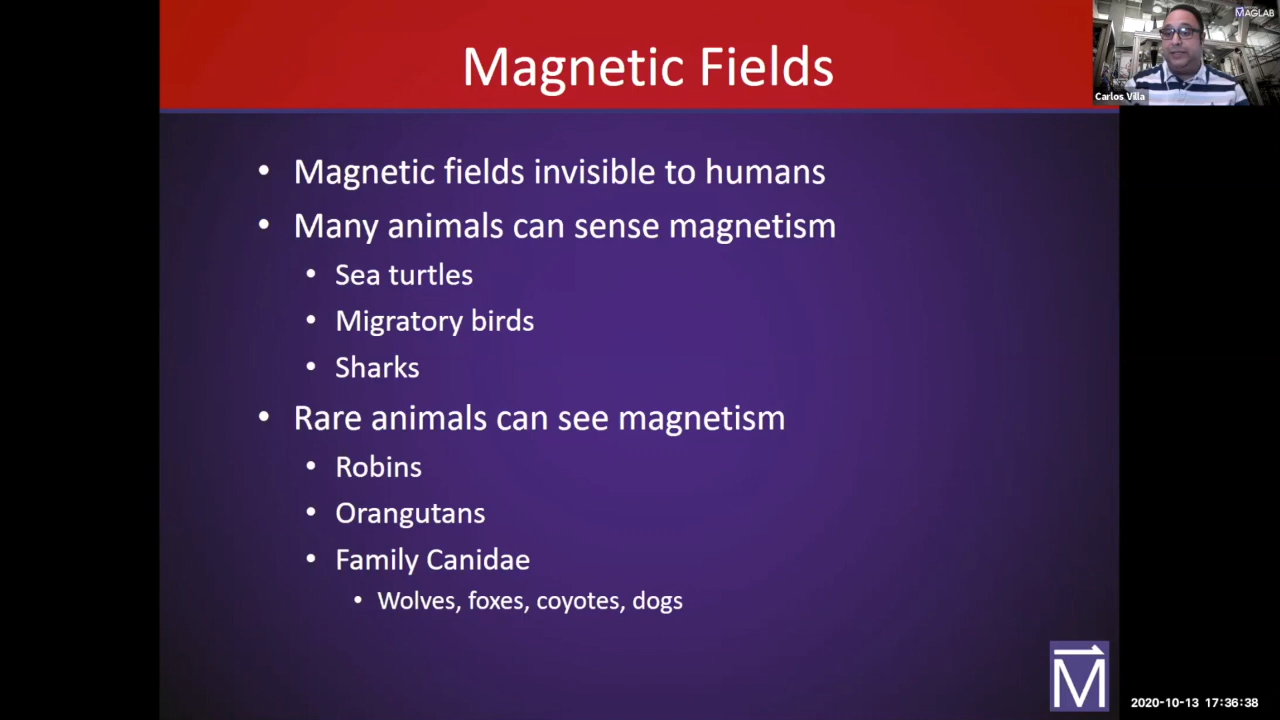 Magnetic Fields
MAGLAB
Carlos Villa
• Magnetic fields invisible to humans
• Many animals can sense magnetism
• Sea turtles
• Migratory birds
• Sharks
• Rare animals can see magnetism
• Robins
• Orangutans
• Family Canidae
• Wolves, foxes, coyotes, dogs
M
2020-10-13 17:36:38